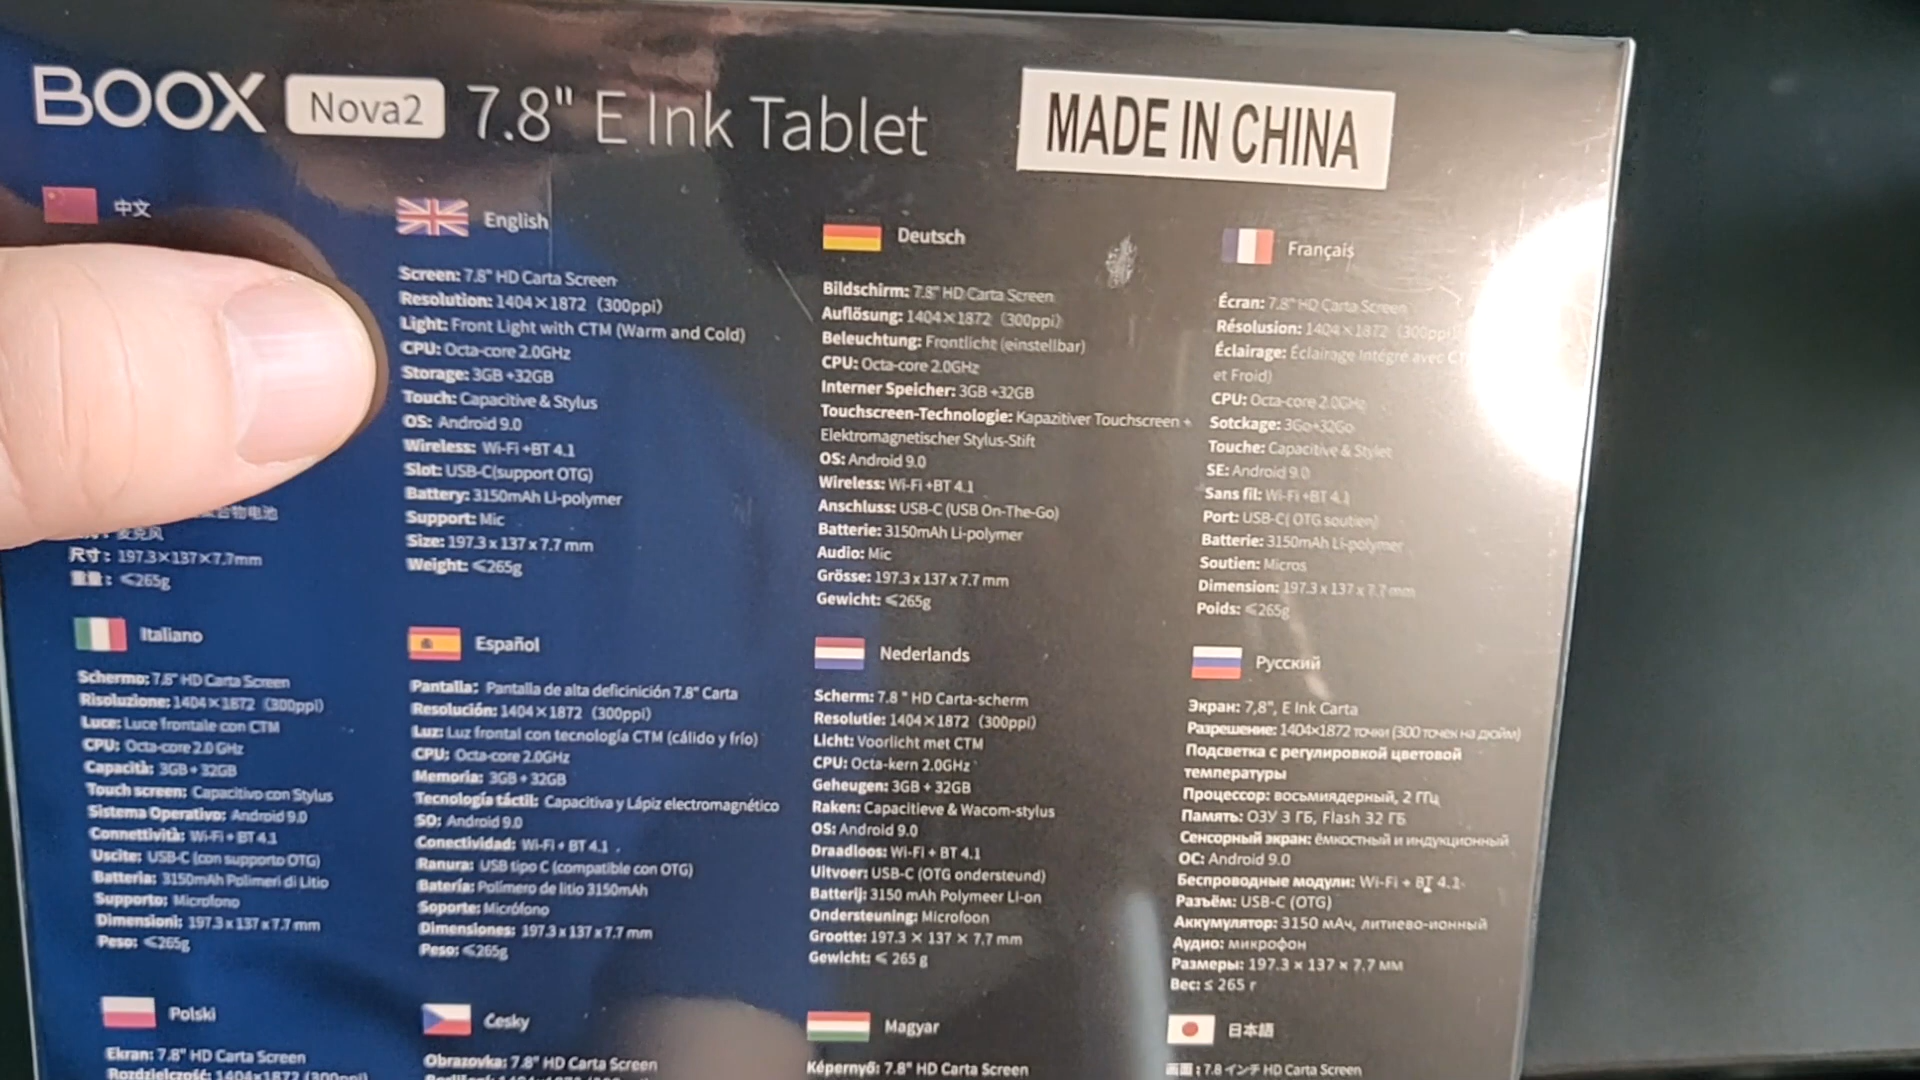 BOOX Nova2 7.8" E Ink Tablet
MADE IN CHINA
中文
合物电池
麦克风
尺寸：197.3×137×7.7mm
重量：≤265g
English
Screen: 7.8" HD Carta Screen
Resolution: 1404×1872（300ppi）
Light: Front Light with CTM (Warm and Cold)
CPU: Octa-core 2.0GHz
Storage: 3GB +32GB
Touch: Capacitive & Stylus
OS: Android 9.0
Wireless: Wi-Fi +BT 4.1
Slot: USB-C(support OTG)
Battery: 3150mAh Li-polymer
Support: Mic
Size: 197.3 x 137 x 7.7 mm
Weight: ≤265g
Deutsch
Bildschirm: 7.8" HD Carta Screen
Auflösung: 1404×1872（300ppi）
Beleuchtung: Frontlicht (einstellbar)
CPU: Octa-core 2.0GHz
Interner Speicher: 3GB +32GB
Touchscreen-Technologie: Kapazitiver Touchscreen +
Elektromagnetischer Stylus-Stift
OS: Android 9.0
Wireless: Wi-Fi +BT 4.1
Anschluss: USB-C (USB On-The-Go)
Batterie: 3150mAh Li-polymer
Audio: Mic
Grösse: 197.3 x 137 x 7.7 mm
Gewicht: ≤265g
Français
Écran: 7.8" HD Carta Screen
Résolusion: 1404×1872（300ppi）
Éclairage: Éclairage Intégré avec
et Froid)
CPU: Octa-core 2.0GHz
Sotckage: 3Go+32Go
Touche: Capacitive & Stylet
SE: Android 9.0
Sans fil: Wi-Fi +BT 4.1
Port: USB-C( OTG soutien)
Batterie: 3150mAh Li-polymer
Soutien: Micros
Dimension: 197.3 x 137 x 7.7 mm
Poids: ≤265g
Italiano
Schermo: 7.8" HD Carta Screen
Risoluzione: 1404×1872（300ppi）
Luce: Luce frontale con CTM
CPU: Octa-core 2.0 GHz
Capacità: 3GB + 32GB
Touch screen: Capacitivo con Stylus
Sistema Operativo: Android 9.0
Connettività: Wi-Fi + BT 4.1
Uscite: USB-C (con supporto OTG)
Batteria: 3150mAh Polimeri di Litio
Supporto: Microfono
Dimensioni: 197.3 x 137 x 7.7 mm
Peso: ≤265g
Español
Pantalla: Pantalla de alta deficinición 7.8" Carta
Resolución: 1404×1872（300ppi）
Luz: Luz frontal con tecnología CTM (cálido y frío)
CPU: Octa-core 2.0GHz
Memoria: 3GB + 32GB
Tecnología táctil: Capacitiva y Lápiz electromagnético
SO: Android 9.0
Conectividad: Wi-Fi + BT 4.1
Ranura: USB tipo C (compatible con OTG)
Batería: Polímero de litio 3150mAh
Soporte: Micrófono
Dimensiones: 197.3 x 137 x 7.7 mm
Peso: ≤265g
Nederlands
Scherm: 7.8 " HD Carta-scherm
Resolutie: 1404×1872（300ppi）
Licht: Voorlicht met CTM
CPU: Octa-kern 2.0GHz
Geheugen: 3GB + 32GB
Raken: Capacitieve & Wacom-stylus
OS: Android 9.0
Draadloos: Wi-Fi + BT 4.1
Uitvoer: USB-C (OTG ondersteund)
Batterij: 3150 mAh Polymeer Li-on
Ondersteuning: Microfoon
Grootte: 197.3 × 137 × 7.7 mm
Gewicht: ≤ 265 g
Русский
Экран: 7,8", E Ink Carta
Разрешение: 1404x1872 точки (300 точек на дюйм)
Подсветка с регулировкой цветовой
температуры
Процессор: восьмиядерный, 2 ГГц
Память: ОЗУ 3 ГБ, Flash 32 ГБ
Сенсорный экран: ёмкостный и индукционный
ОС: Android 9.0
Беспроводные модули: Wi-Fi + BT 4.1
Разъём: USB-C (OTG)
Аккумулятор: 3150 мАч, литиево-ионный
Аудио: микрофон
Размеры: 197.3 × 137 × 7.7 мм
Вес: ≤ 265 г
Polski
Ekran: 7.8" HD Carta Screen
Rozdzielczość: 1404x1872 (300ppi)
Česky
Obrazovka: 7.8" HD Carta Screen
Magyar
Képernyő: 7.8" HD Carta Screen
日本語
画面：7.8 インチ HD Carta Screen